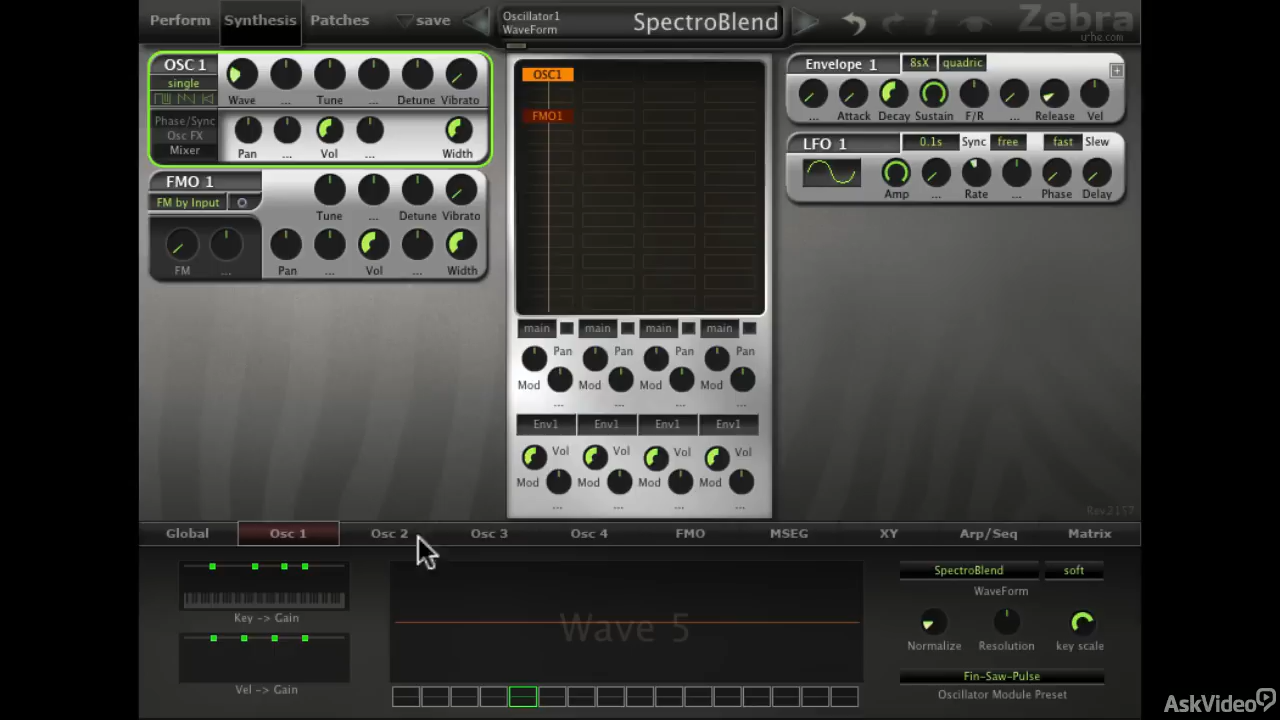 Perform Synthesis Patches save
Oscillator1
WaveForm
SpectroBlend
Zebra
u-he.com
OSC 1
single
Wave ... Tune ... Detune Vibrato
Phase/Sync
Osc FX
Mixer
Pan ... Vol ... Width
FMO 1
FM by Input
Tune ... Detune Vibrato
FM ... Pan ... Vol ... Width
OSC1
FMO1
main main main main
Pan Pan Pan Pan
Mod Mod Mod Mod
... ... ... ...
Env1 Env1 Env1 Env1
Vol Vol Vol Vol
Mod Mod Mod Mod
... ... ... ...
Envelope 1 8sX quadric
... Attack Decay Sustain F/R ... Release Vel
LFO 1 0.1s Sync free fast Slew
Amp ... Rate ... Phase Delay
Rev2157
Global Osc 1 Osc 2 Osc 3 Osc 4 FMO MSEG XY Arp/Seq Matrix
Key -> Gain
Vel -> Gain
Wave 5
SpectroBlend soft
WaveForm
Normalize Resolution key scale
Fin-Saw-Pulse
Oscillator Module Preset
AskVideo